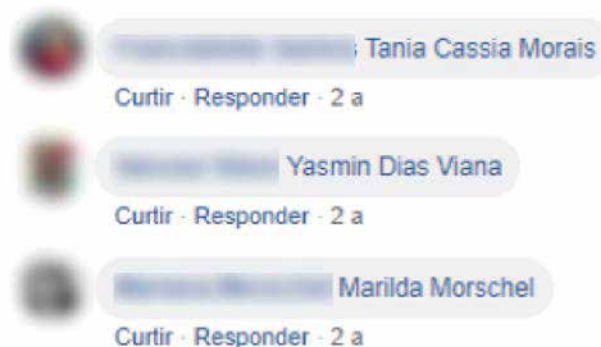 Tania Cassia Morais
Curtir · Responder · 2 a
Yasmin Dias Viana
Curtir · Responder · 2 a
Marilda Morschel
Curtir · Responder · 2 a